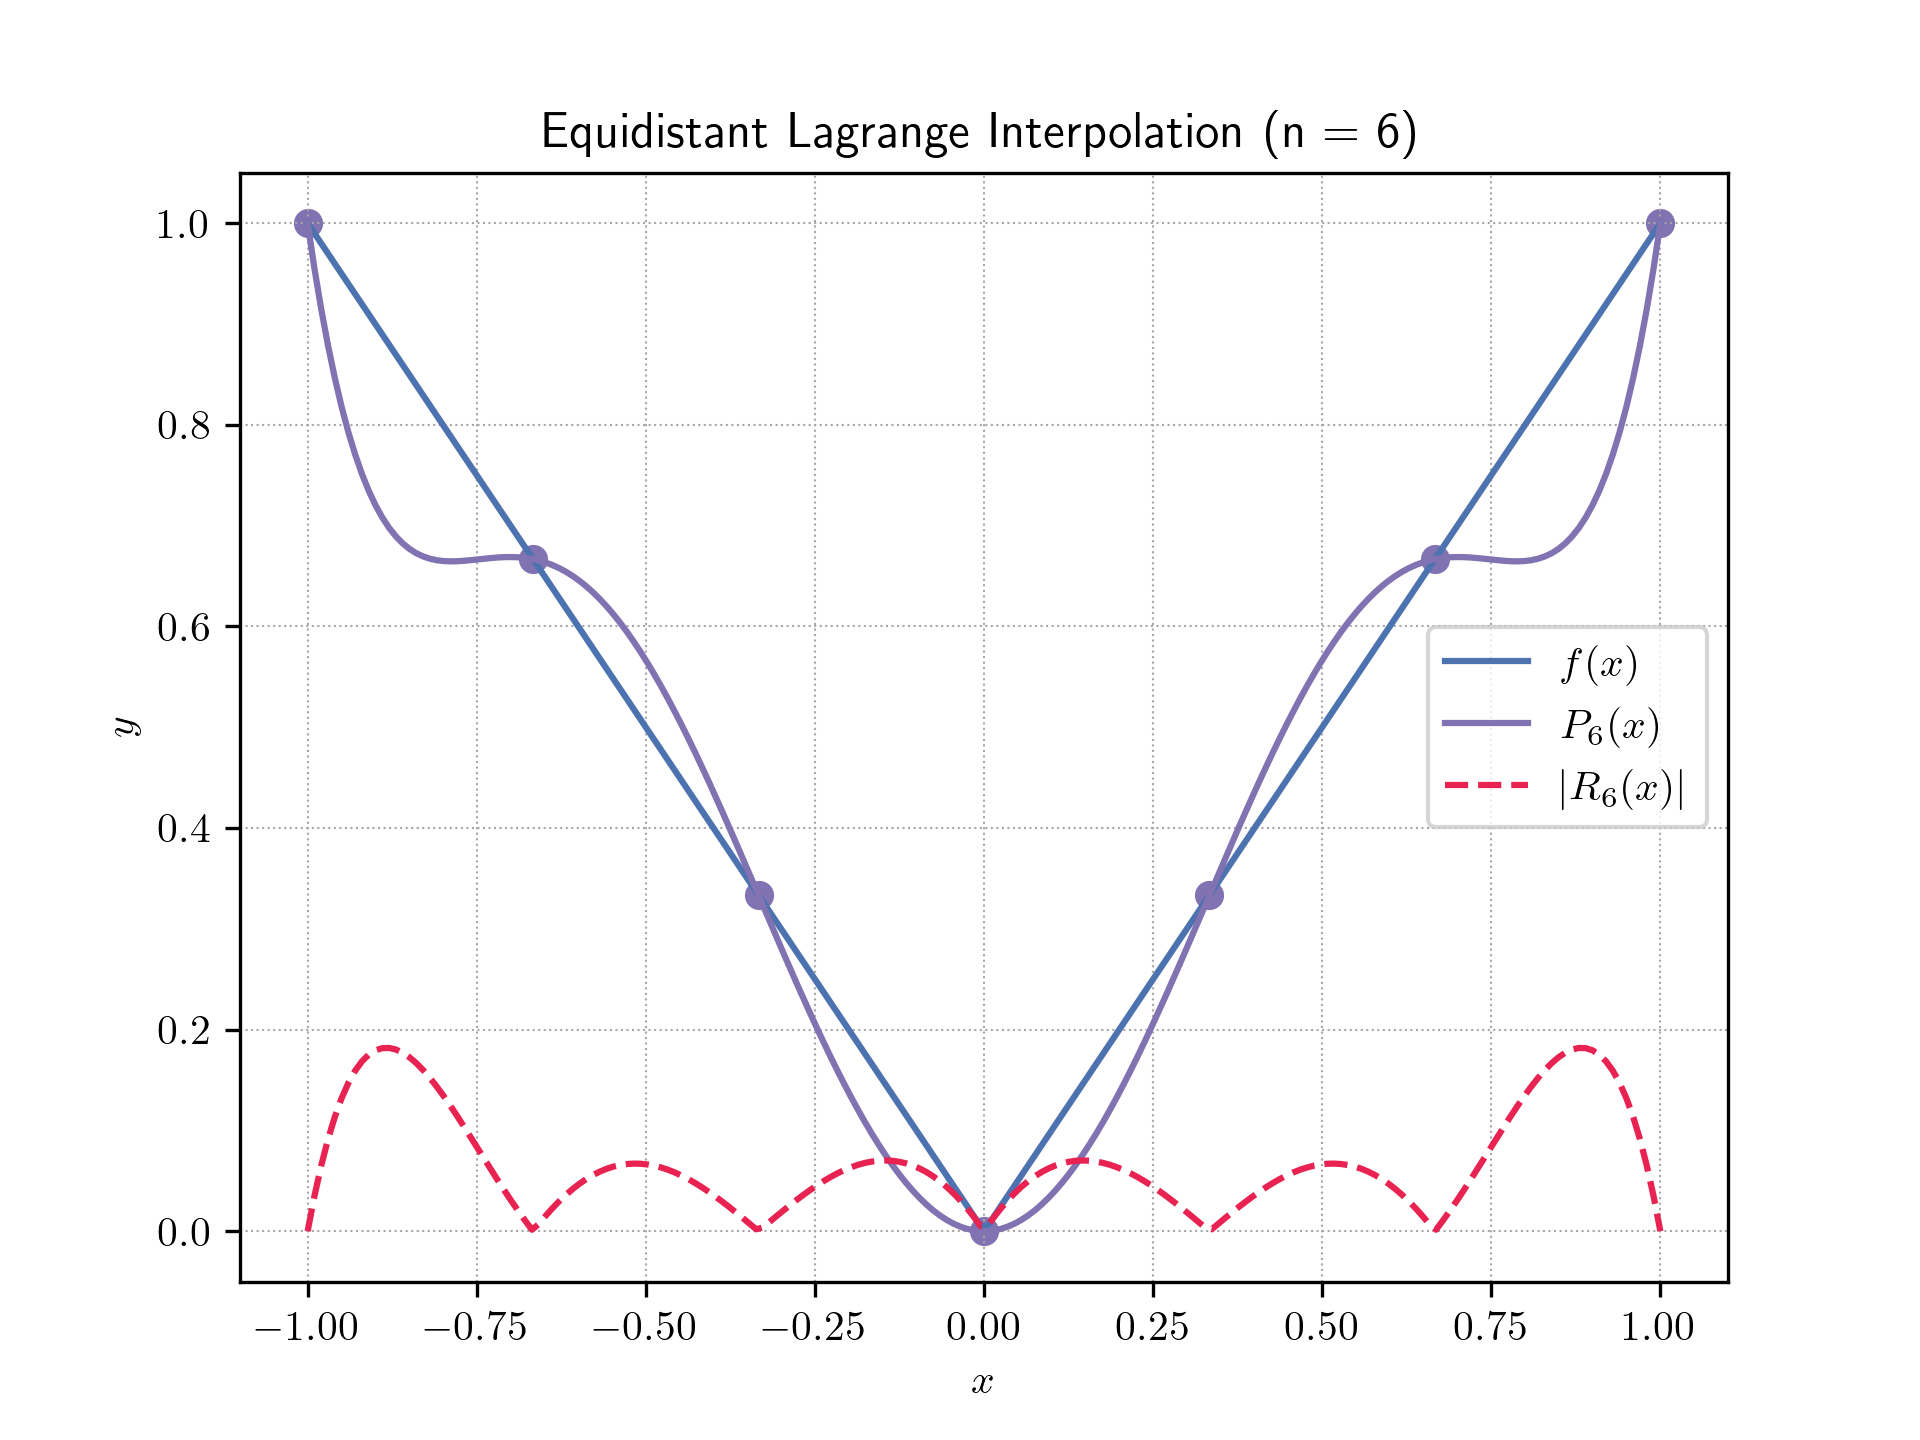 Equidistant Lagrange Interpolation (n = 6)
1.0
0.8
0.6
0.4
0.2
0.0
y
f(x)
P₆(x)
|R₆(x)|
−1.00 −0.75 −0.50 −0.25 0.00 0.25 0.50 0.75 1.00
x